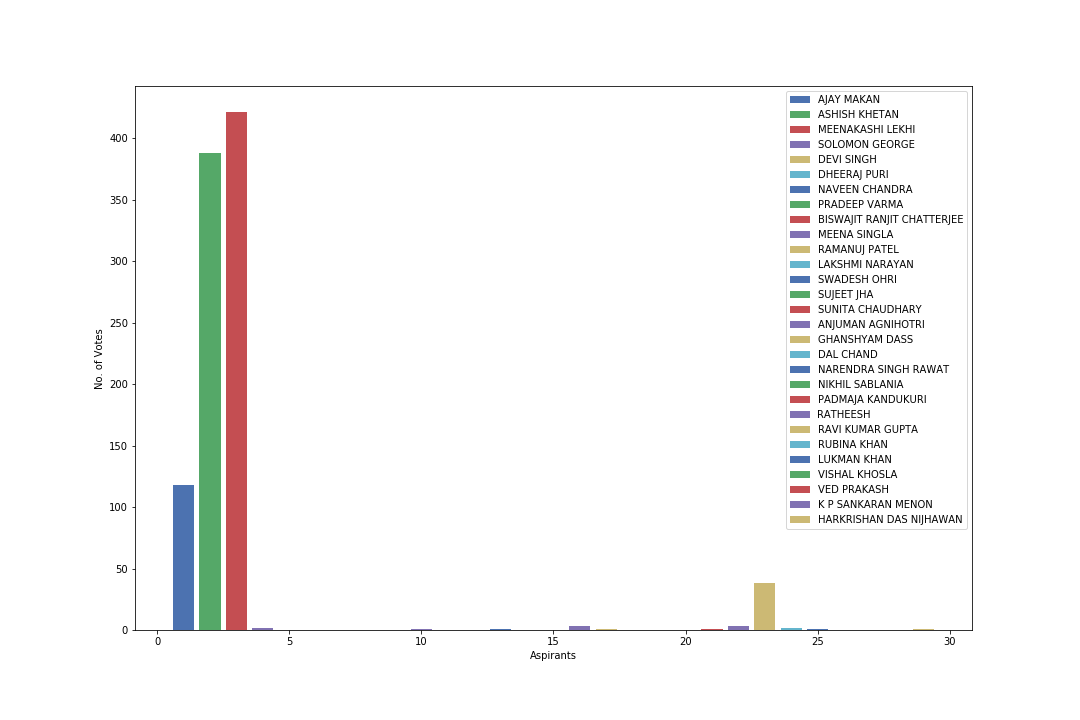 AJAY MAKAN
ASHISH KHETAN
MEENAKASHI LEKHI
SOLOMON GEORGE
DEVI SINGH
DHEERAJ PURI
NAVEEN CHANDRA
PRADEEP VARMA
BISWAJIT RANJIT CHATTERJEE
MEENA SINGLA
RAMANUJ PATEL
LAKSHMI NARAYAN
SWADESH OHRI
SUJEET JHA
SUNITA CHAUDHARY
ANJUMAN AGNIHOTRI
GHANSHYAM DASS
DAL CHAND
NARENDRA SINGH RAWAT
NIKHIL SABLANIA
PADMAJA KANDUKURI
RATHEESH
RAVI KUMAR GUPTA
RUBINA KHAN
LUKMAN KHAN
VISHAL KHOSLA
VED PRAKASH
K P SANKARAN MENON
HARKRISHAN DAS NIJHAWAN
400
350
300
250
200
150
100
50
0
No. of Votes
0 5 10 15 20 25 30
Aspirants